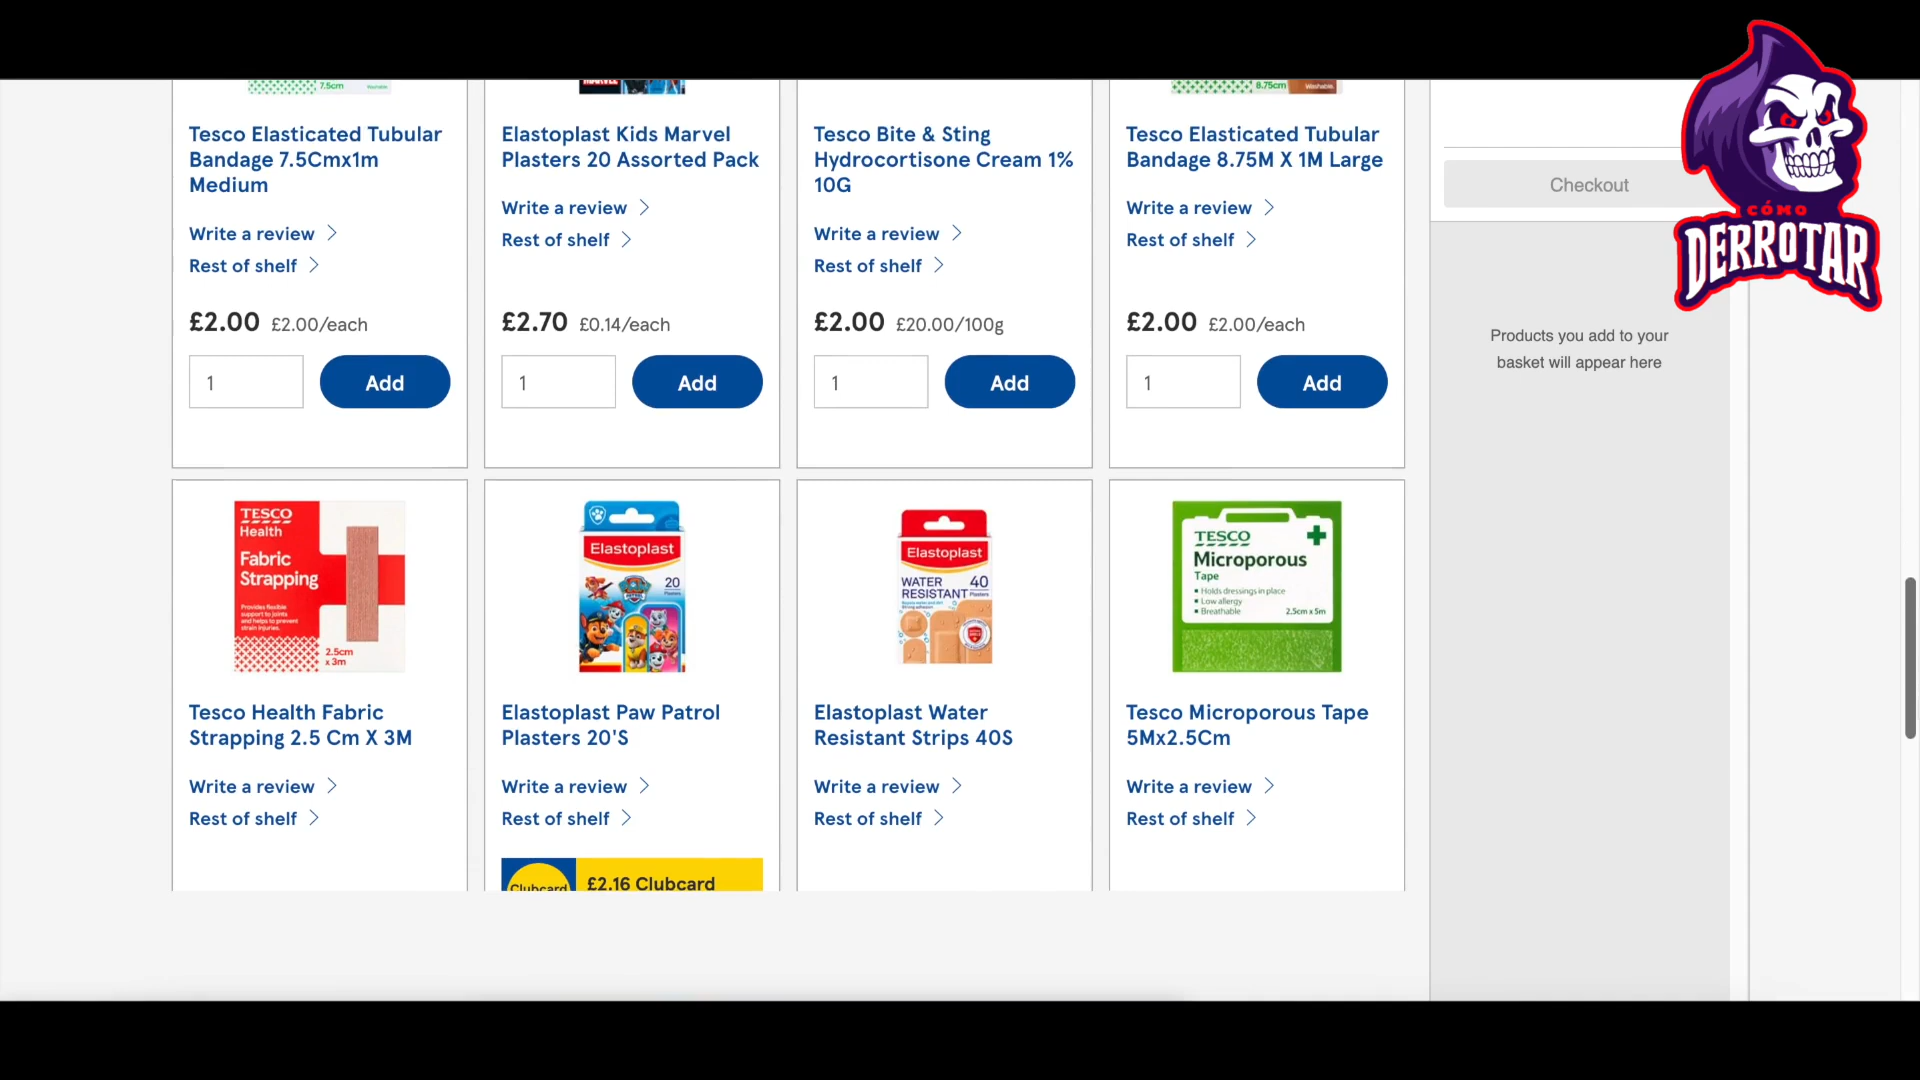 7.5cm
MARVEL
8.75cm
Washable
Tesco Elasticated Tubular
Bandage 7.5Cmx1m
Medium
Write a review
Rest of shelf
£2.00 £2.00/each
1 Add
Elastoplast Kids Marvel
Plasters 20 Assorted Pack
Write a review
Rest of shelf
£2.70 £0.14/each
1 Add
Tesco Bite & Sting
Hydrocortisone Cream 1%
10G
Write a review
Rest of shelf
£2.00 £20.00/100g
1 Add
Tesco Elasticated Tubular
Bandage 8.75M X 1M Large
Write a review
Rest of shelf
£2.00 £2.00/each
1 Add
Checkout
CÓMO
DERROTAR
Products you add to your
basket will appear here
TESCO
Health
Fabric
Strapping
Provides flexible
support to joints
and helps to prevent
strain injuries.
2.5cm
x 3m
Tesco Health Fabric
Strapping 2.5 Cm X 3M
Write a review
Rest of shelf
Elastoplast
20
Plasters
Elastoplast Paw Patrol
Plasters 20'S
Write a review
Rest of shelf
Clubcard
£2.16 Clubcard
Elastoplast
WATER 40
RESISTANT Plasters
Elastoplast Water
Resistant Strips 40S
Write a review
Rest of shelf
TESCO
Microporous
Tape
Holds dressings in place
Low allergy
Breathable
2.5cm x 5m
Tesco Microporous Tape
5Mx2.5Cm
Write a review
Rest of shelf